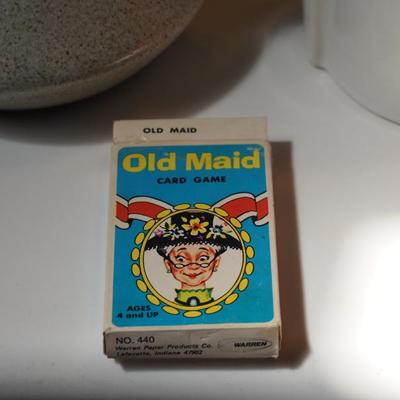 OLD MAID
Old Maid
CARD GAME
AGES
4 and UP
NO. 440
Warren Paper Products Co.
Lafayette, Indiana 47902
WARREN